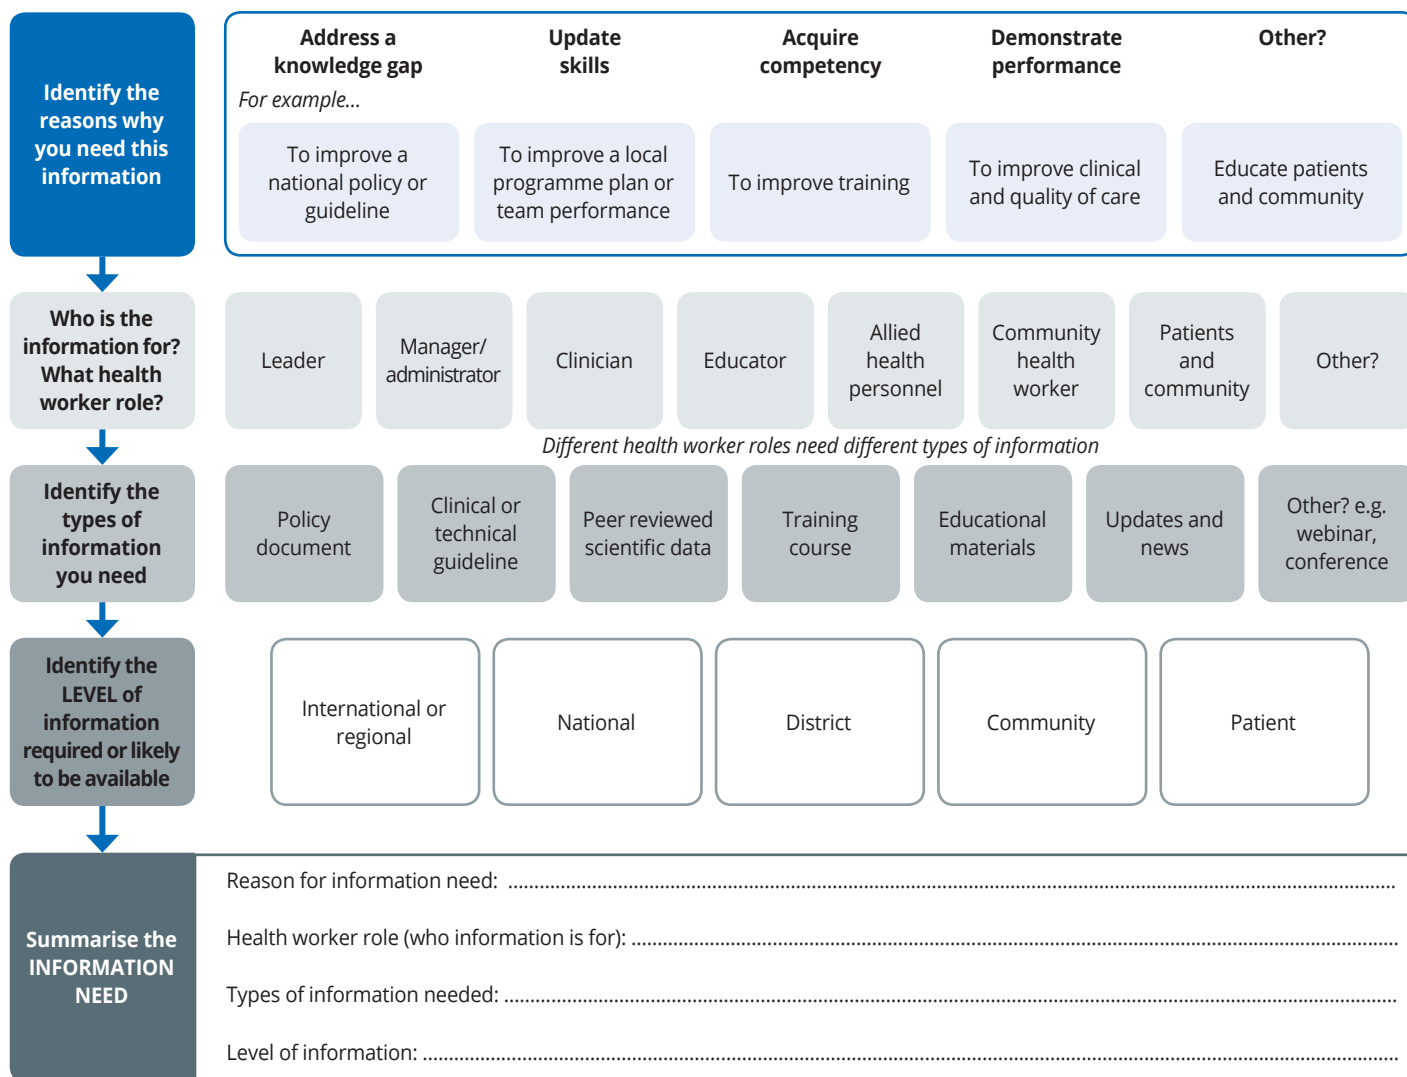 Identify the
reasons why
you need this
information
Address a
knowledge gap
Update
skills
Acquire
competency
Demonstrate
performance
Other?
For example...
To improve a
national policy or
guideline
To improve a local
programme plan or
team performance
To improve training
To improve clinical
and quality of care
Educate patients
and community
Who is the
information for?
What health
worker role?
Leader
Manager/
administrator
Clinician
Educator
Allied
health
personnel
Community
health
worker
Patients
and
community
Other?
Different health worker roles need different types of information
Identify the
types of
information
you need
Policy
document
Clinical or
technical
guideline
Peer reviewed
scientific data
Training
course
Educational
materials
Updates and
news
Other? e.g.
webinar,
conference
Identify the
LEVEL of
information
required or likely
to be available
International or
regional
National
District
Community
Patient
Summarise the
INFORMATION
NEED
Reason for information need: ....................
Health worker role (who information is for): ....................
Types of information needed: ....................
Level of information: ....................